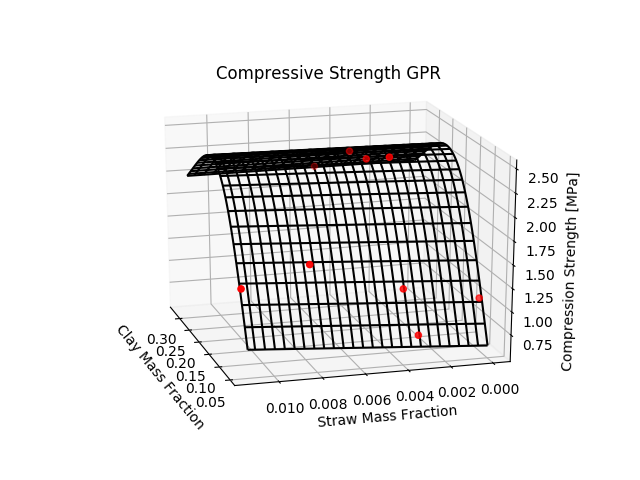 Compressive Strength GPR
2.50
2.25
2.00
1.75
1.50
1.25
1.00
0.75
Compression Strength [MPa]
0.30
0.25
0.20
0.15
0.10
0.05
Clay Mass Fraction
0.010 0.008 0.006 0.004 0.002 0.000
Straw Mass Fraction